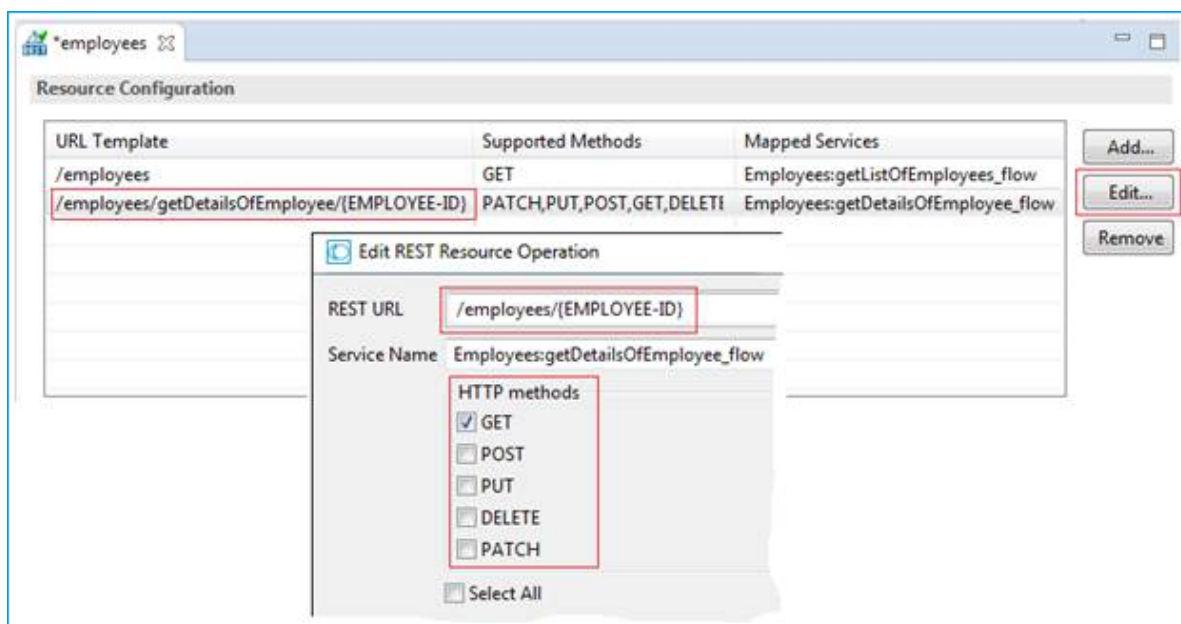 *employees
Resource Configuration
URL Template Supported Methods Mapped Services
/employees GET Employees:getListOfEmployees_flow
/employees/getDetailsOfEmployee/{EMPLOYEE-ID} PATCH,PUT,POST,GET,DELETE Employees:getDetailsOfEmployee_flow
Add...
Edit...
Remove
Edit REST Resource Operation
REST URL /employees/{EMPLOYEE-ID}
Service Name Employees:getDetailsOfEmployee_flow
HTTP methods
GET
POST
PUT
DELETE
PATCH
Select All